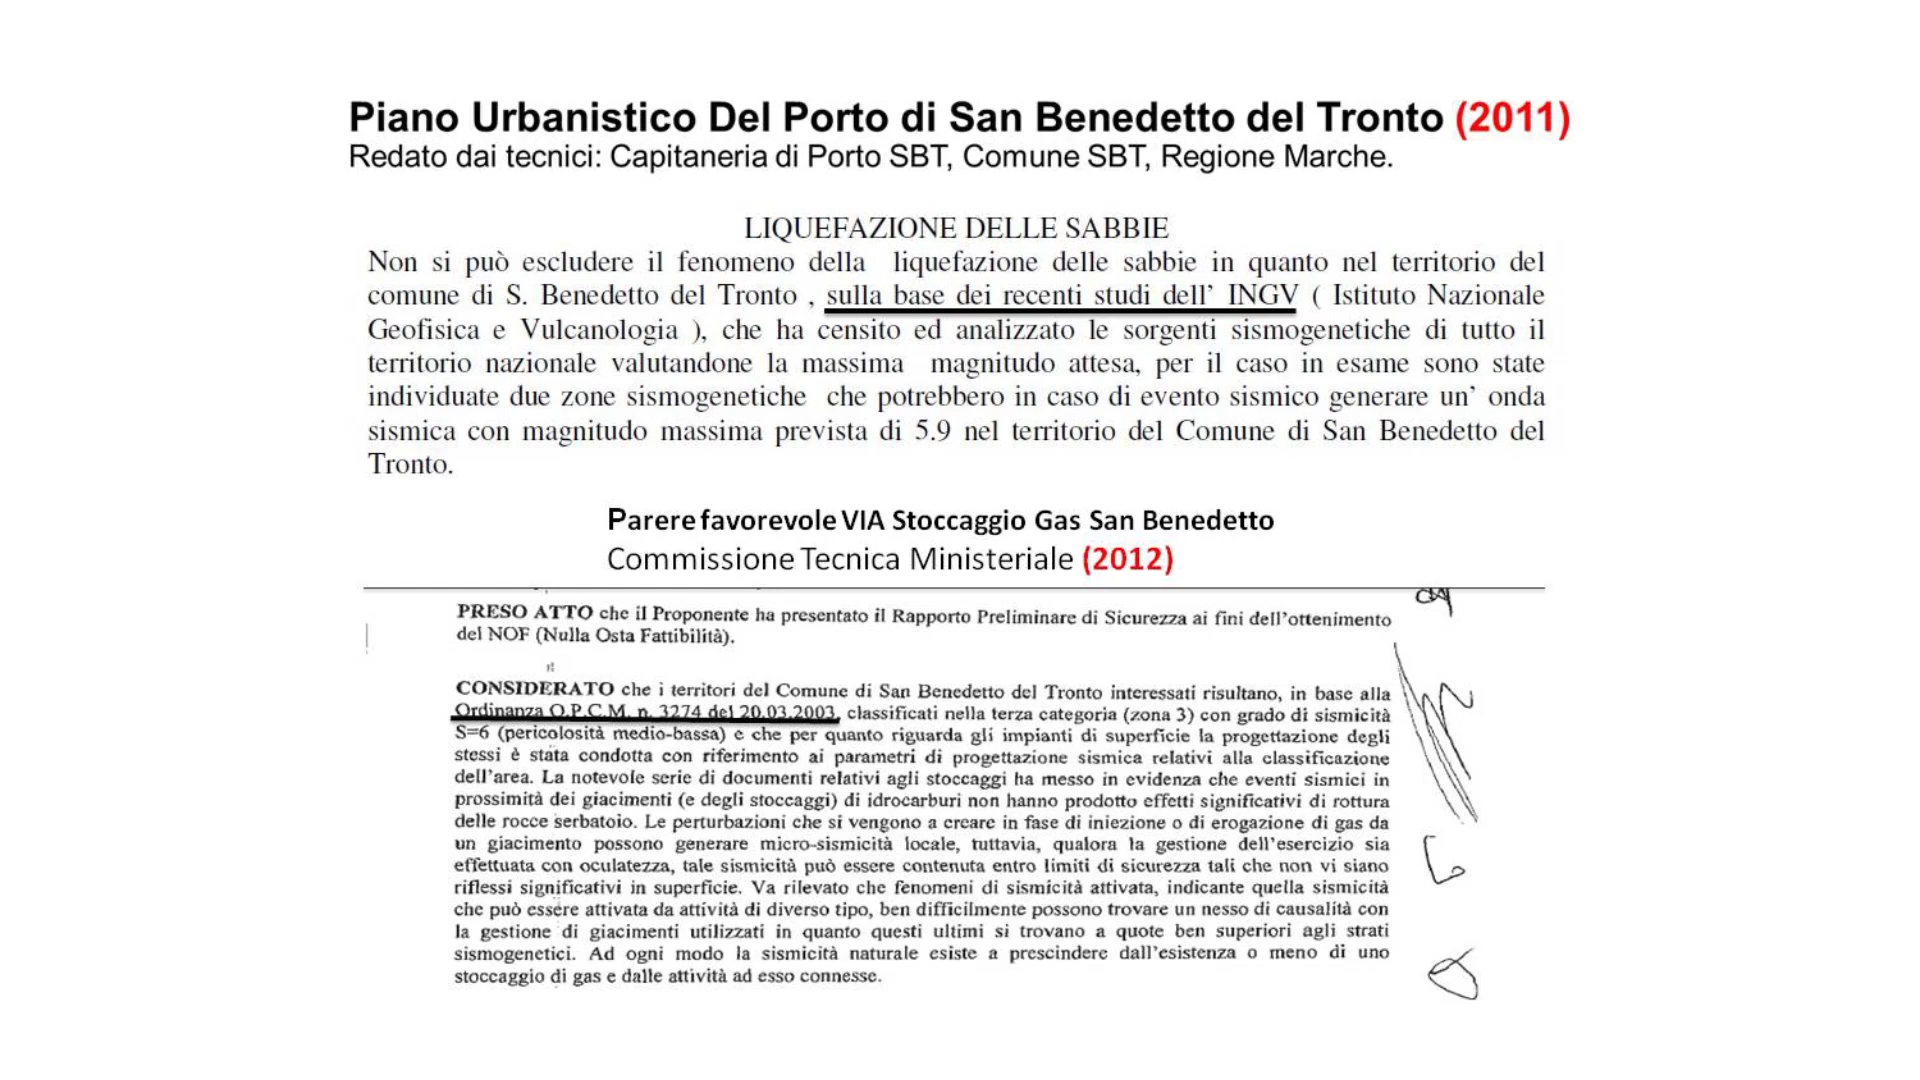 Piano Urbanistico Del Porto di San Benedetto del Tronto (2011)
Redato dai tecnici: Capitaneria di Porto SBT, Comune SBT, Regione Marche.
LIQUEFAZIONE DELLE SABBIE
Non si può escludere il fenomeno della liquefazione delle sabbie in quanto nel territorio del
comune di S. Benedetto del Tronto , sulla base dei recenti studi dell' INGV ( Istituto Nazionale
Geofisica e Vulcanologia ), che ha censito ed analizzato le sorgenti sismogenetiche di tutto il
territorio nazionale valutandone la massima magnitudo attesa, per il caso in esame sono state
individuate due zone sismogenetiche che potrebbero in caso di evento sismico generare un' onda
sismica con magnitudo massima prevista di 5.9 nel territorio del Comune di San Benedetto del
Tronto.
Parere favorevole VIA Stoccaggio Gas San Benedetto
Commissione Tecnica Ministeriale (2012)
PRESO ATTO che il Proponente ha presentato il Rapporto Preliminare di Sicurezza ai fini dell'ottenimento
del NOF (Nulla Osta Fattibilità).
CONSIDERATO che i territori del Comune di San Benedetto del Tronto interessati risultano, in base alla
Ordinanza O.P.C.M. n. 3274 del 20.03.2003, classificati nella terza categoria (zona 3) con grado di sismicità
S=6 (pericolosità medio-bassa) e che per quanto riguarda gli impianti di superficie la progettazione degli
stessi è stata condotta con riferimento ai parametri di progettazione sismica relativi alla classificazione
dell'area. La notevole serie di documenti relativi agli stoccaggi ha messo in evidenza che eventi sismici in
prossimità dei giacimenti (e degli stoccaggi) di idrocarburi non hanno prodotto effetti significativi di rottura
delle rocce serbatoio. Le perturbazioni che si vengono a creare in fase di iniezione o di erogazione di gas da
un giacimento possono generare micro-sismicità locale, tuttavia, qualora la gestione dell'esercizio sia
effettuata con oculatezza, tale sismicità può essere contenuta entro limiti di sicurezza tali che non vi siano
riflessi significativi in superficie. Va rilevato che fenomeni di sismicità attivata, indicante quella sismicità
che può essere attivata da attività di diverso tipo, ben difficilmente possono trovare un nesso di causalità con
la gestione di giacimenti utilizzati in quanto questi ultimi si trovano a quote ben superiori agli strati
sismogenetici. Ad ogni modo la sismicità naturale esiste a prescindere dall'esistenza o meno di uno
stoccaggio di gas e dalle attività ad esso connesse.